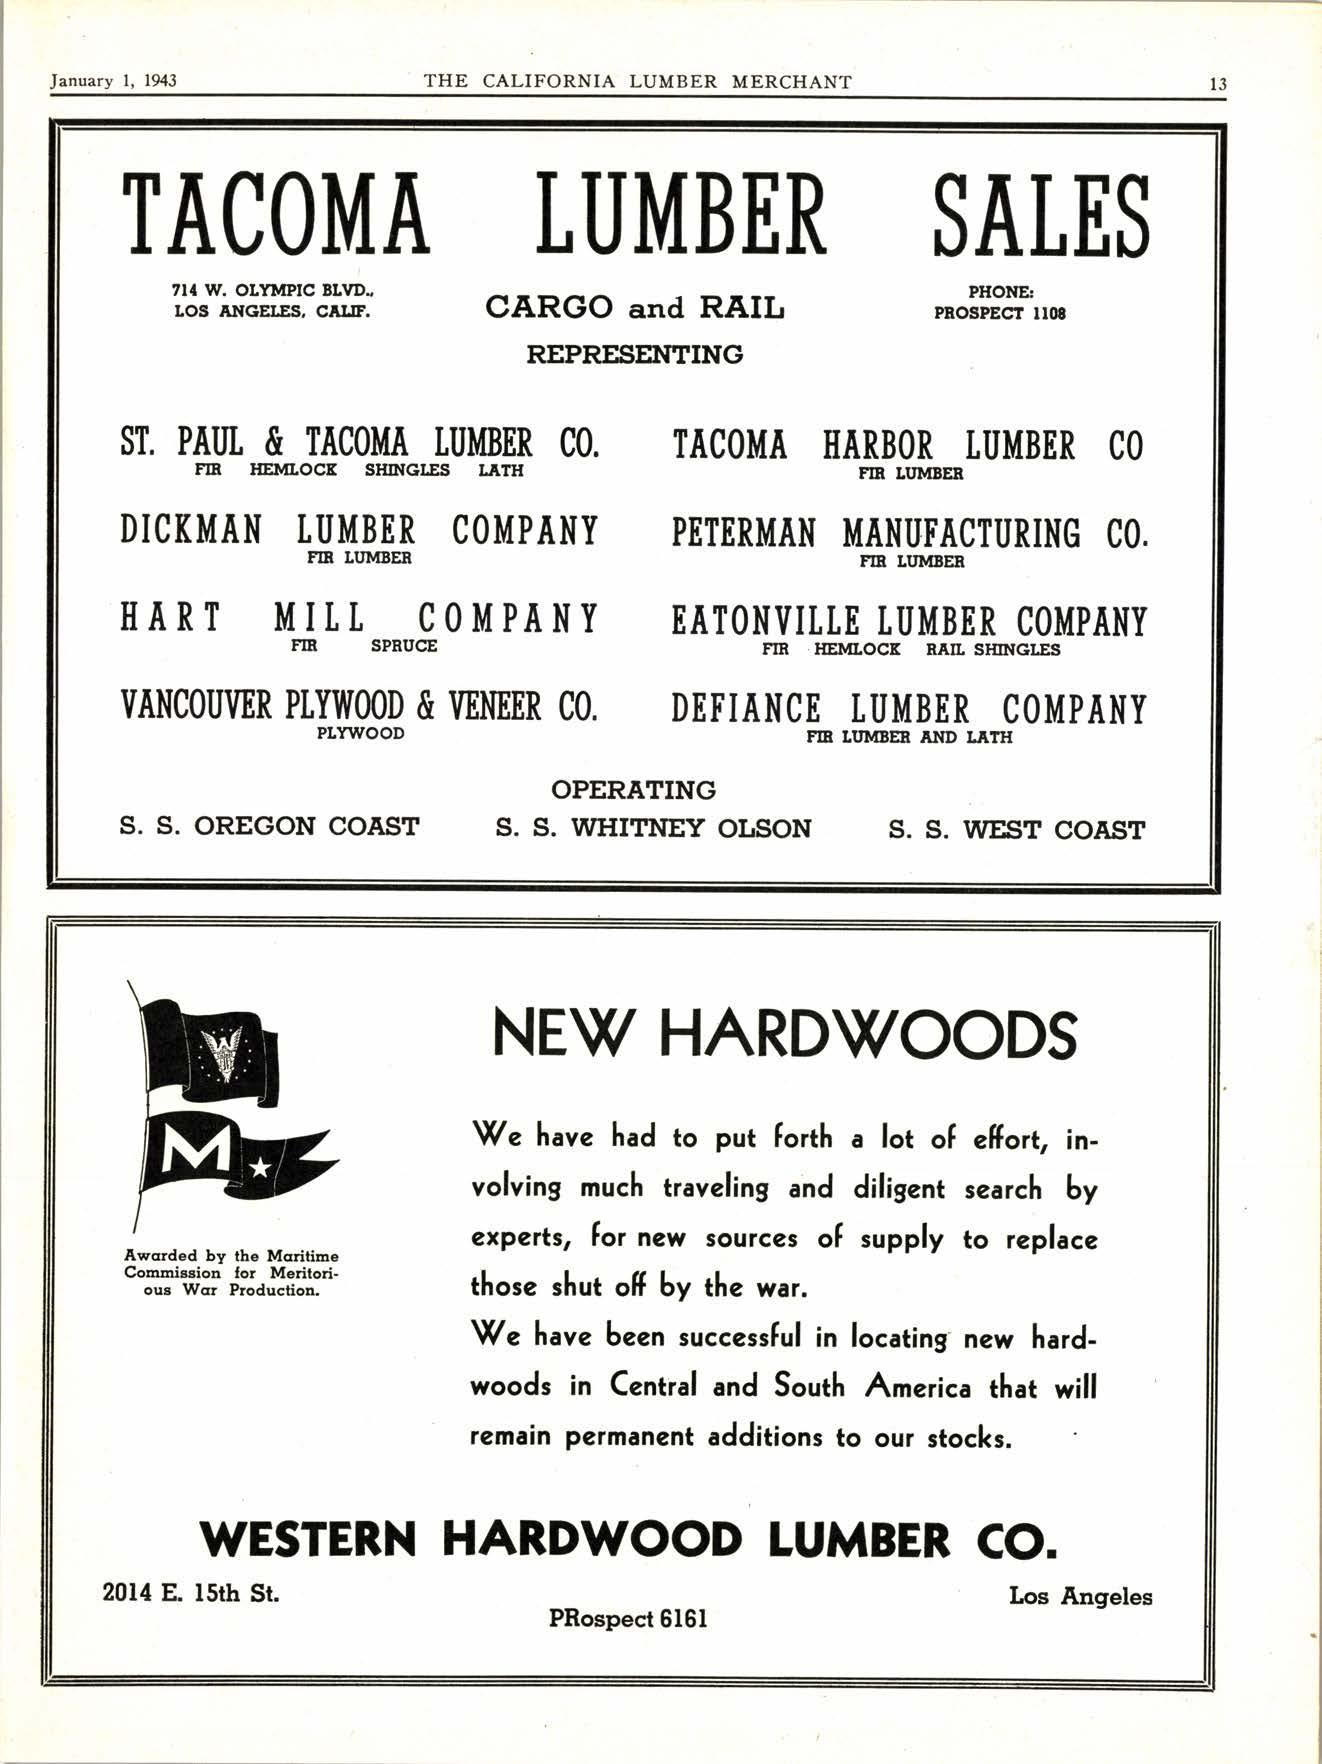 January 1, 1943 THE CALIFORNIA LUMBER MERCHANT 13
TACOMA LUMBER SALES
714 W. OLYMPIC BLVD.,
LOS ANGELES, CALIF.
CARGO and RAIL
PHONE:
PROSPECT 1108
REPRESENTING
ST. PAUL & TACOMA LUMBER CO.
FIR HEMLOCK SHINGLES LATH
TACOMA HARBOR LUMBER CO
FIR LUMBER
DICKMAN LUMBER COMPANY
FIR LUMBER
PETERMAN MANUFACTURING CO.
FIR LUMBER
HART MILL COMPANY
FIR SPRUCE
EATONVILLE LUMBER COMPANY
FIR HEMLOCK RAIL SHINGLES
VANCOUVER PLYWOOD & VENEER CO.
PLYWOOD
DEFIANCE LUMBER COMPANY
FIR LUMBER AND LATH
OPERATING
S. S. OREGON COAST S. S. WHITNEY OLSON S. S. WEST COAST
M
Awarded by the Maritime
Commission for Meritori-
ous War Production.
NEW HARDWOODS
We have had to put forth a lot of effort, in-
volving much traveling and diligent search by
experts, for new sources of supply to replace
those shut off by the war.
We have been successful in locating new hard-
woods in Central and South America that will
remain permanent additions to our stocks.
WESTERN HARDWOOD LUMBER CO.
2014 E. 15th St.
Los Angeles
PRospect 6161